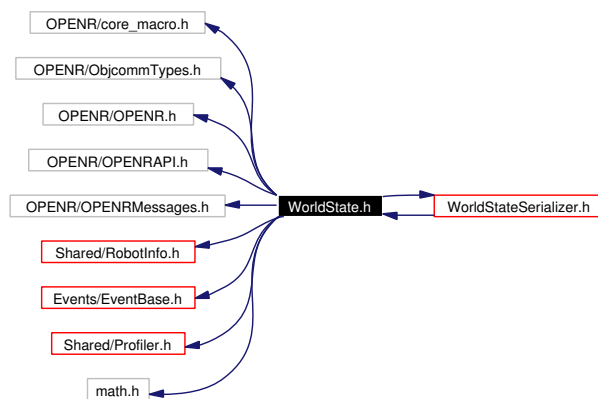 OPENR/core_macro.h
OPENR/ObjcommTypes.h
OPENR/OPENR.h
OPENR/OPENRAPI.h
OPENR/OPENRMessages.h
WorldState.h
WorldStateSerializer.h
Shared/RobotInfo.h
Events/EventBase.h
Shared/Profiler.h
math.h